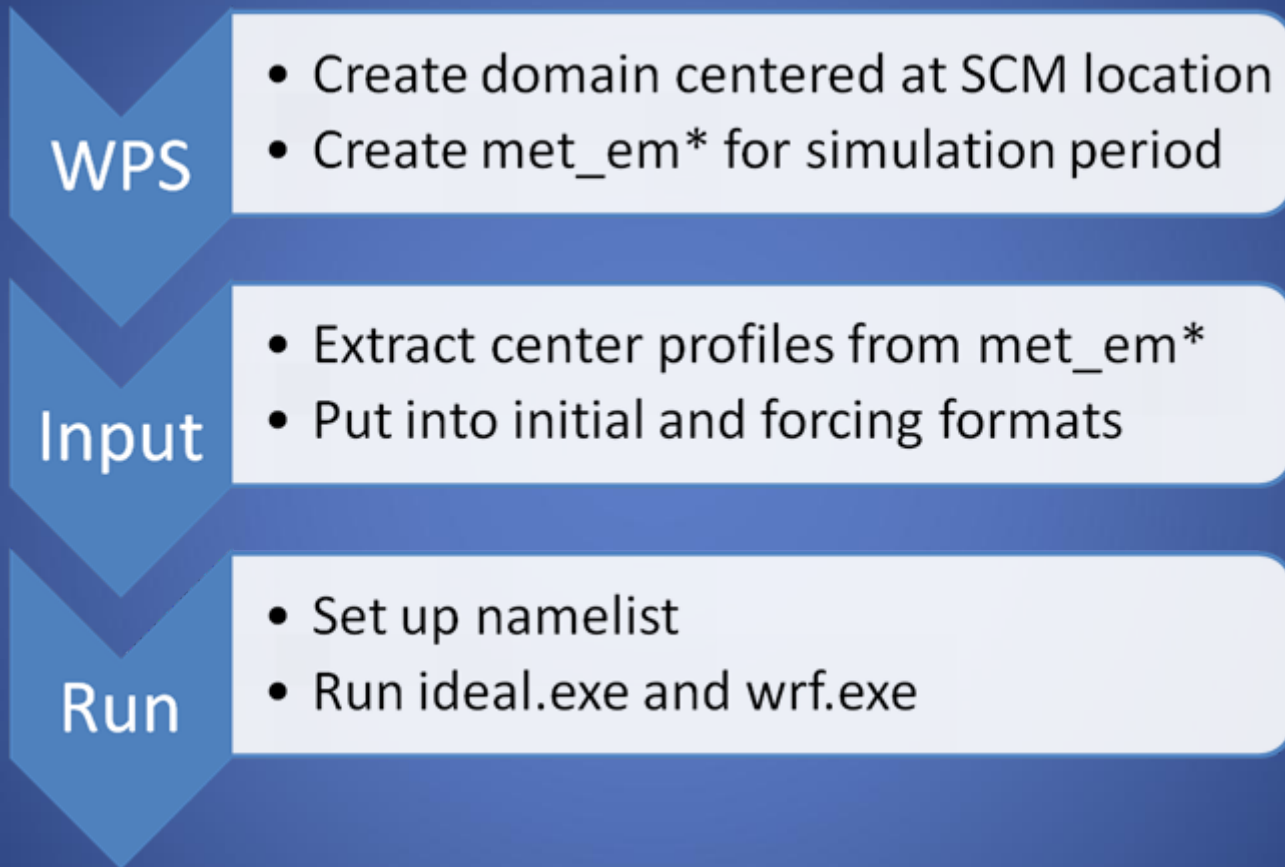 WPS
• Create domain centered at SCM location
• Create met_em* for simulation period
Input
• Extract center profiles from met_em*
• Put into initial and forcing formats
Run
• Set up namelist
• Run ideal.exe and wrf.exe